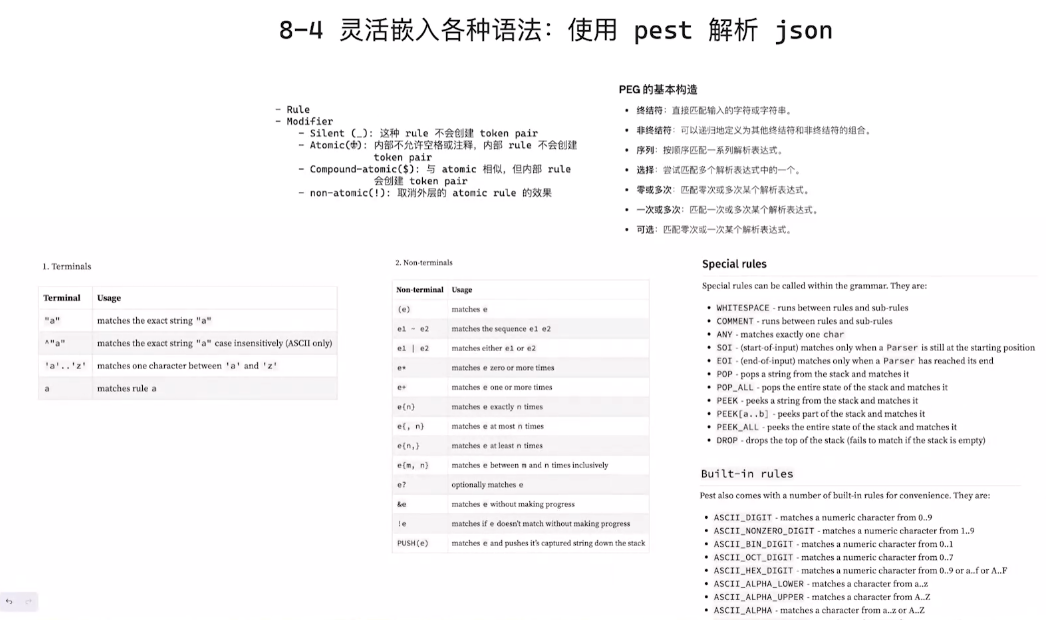 8-4 灵活嵌入各种语法：使用 pest 解析 json
- Rule
- Modifier
- Silent (_)：这种 rule 不会创建 token pair
- Atomic(@)：内部不允许空格或注释，内部 rule 不会创建
token pair
- Compound-atomic($)：与 atomic 相似，但内部 rule
会创建 token pair
- non-atomic(!)：取消外层的 atomic rule 的效果
PEG 的基本构造
• 终结符：直接匹配输入的字符或字符串。
• 非终结符：可以递归地定义为其他终结符和非终结符的组合。
• 序列：按顺序匹配一系列解析表达式。
• 选择：尝试匹配多个解析表达式中的一个。
• 零或多次：匹配零次或多次某个解析表达式。
• 一次或多次：匹配一次或多次某个解析表达式。
• 可选：匹配零次或一次某个解析表达式。
1. Terminals
Terminal Usage
"a" matches the exact string "a"
^"a" matches the exact string "a" case insensitively (ASCII only)
'a'..'z' matches one character between 'a' and 'z'
a matches rule a
2. Non-terminals
Non-terminal Usage
(e) matches e
e1 ~ e2 matches the sequence e1 e2
e1 | e2 matches either e1 or e2
e* matches e zero or more times
e+ matches e one or more times
e{n} matches e exactly n times
e{, n} matches e at most n times
e{n,} matches e at least n times
e{m, n} matches e between m and n times inclusively
e? optionally matches e
&e matches e without making progress
!e matches if e doesn't match without making progress
PUSH(e) matches e and pushes it's captured string down the stack
Special rules
Special rules can be called within the grammar. They are:
• WHITESPACE - runs between rules and sub-rules
• COMMENT - runs between rules and sub-rules
• ANY - matches exactly one char
• SOI - (start-of-input) matches only when a Parser is still at the starting position
• EOI - (end-of-input) matches only when a Parser has reached its end
• POP - pops a string from the stack and matches it
• POP_ALL - pops the entire state of the stack and matches it
• PEEK - peeks a string from the stack and matches it
• PEEK[a..b] - peeks part of the stack and matches it
• PEEK_ALL - peeks the entire state of the stack and matches it
• DROP - drops the top of the stack (fails to match if the stack is empty)
Built-in rules
Pest also comes with a number of built-in rules for convenience. They are:
• ASCII_DIGIT - matches a numeric character from 0..9
• ASCII_NONZERO_DIGIT - matches a numeric character from 1..9
• ASCII_BIN_DIGIT - matches a numeric character from 0..1
• ASCII_OCT_DIGIT - matches a numeric character from 0..7
• ASCII_HEX_DIGIT - matches a numeric character from 0..9 or a..f or A..F
• ASCII_ALPHA_LOWER - matches a character from a..z
• ASCII_ALPHA_UPPER - matches a character from A..Z
• ASCII_ALPHA - matches a character from a..z or A..Z